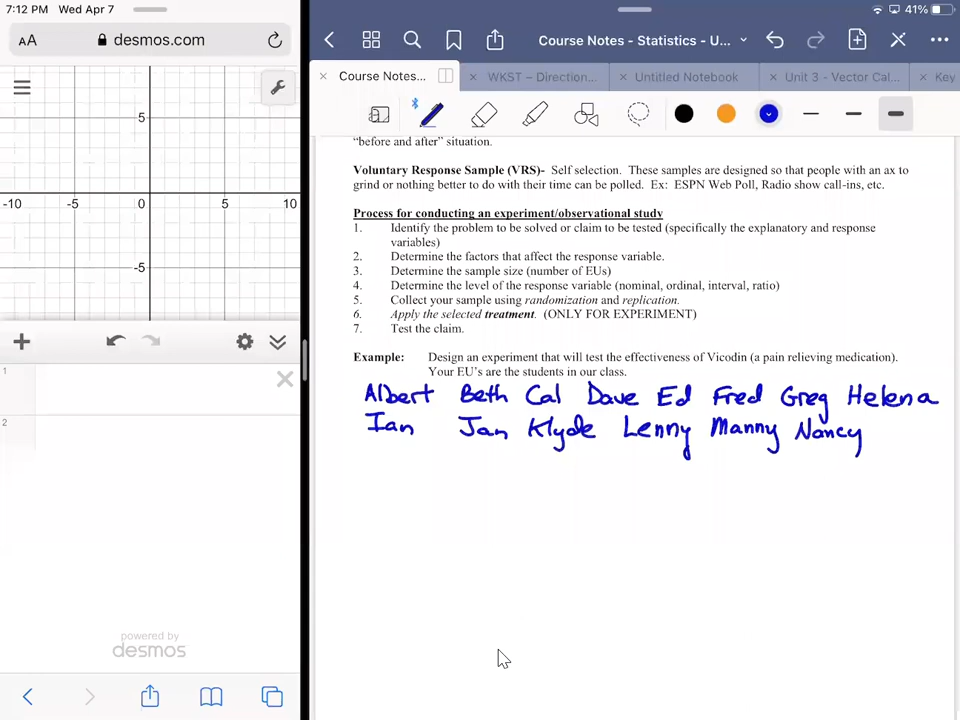 7:12 PM Wed Apr 7
41%
AA desmos.com
Course Notes - Statistics - U...
Course Notes...
WKST – Direction...
Untitled Notebook
Unit 3 - Vector Cal...
Key
5
-10 -5 0 5 10
-5
1
2
powered by
desmos
"before and after" situation.
Voluntary Response Sample (VRS)- Self selection. These samples are designed so that people with an ax to
grind or nothing better to do with their time can be polled. Ex: ESPN Web Poll, Radio show call-ins, etc.
Process for conducting an experiment/observational study
1. Identify the problem to be solved or claim to be tested (specifically the explanatory and response
variables)
2. Determine the factors that affect the response variable.
3. Determine the sample size (number of EUs)
4. Determine the level of the response variable (nominal, ordinal, interval, ratio)
5. Collect your sample using randomization and replication.
6. Apply the selected treatment. (ONLY FOR EXPERIMENT)
7. Test the claim.
Example: Design an experiment that will test the effectiveness of Vicodin (a pain relieving medication).
Your EU's are the students in our class.
Albert Beth Cal Dave Ed Fred Greg Helena
Ian Jan Klyde Lenny Manny Nancy